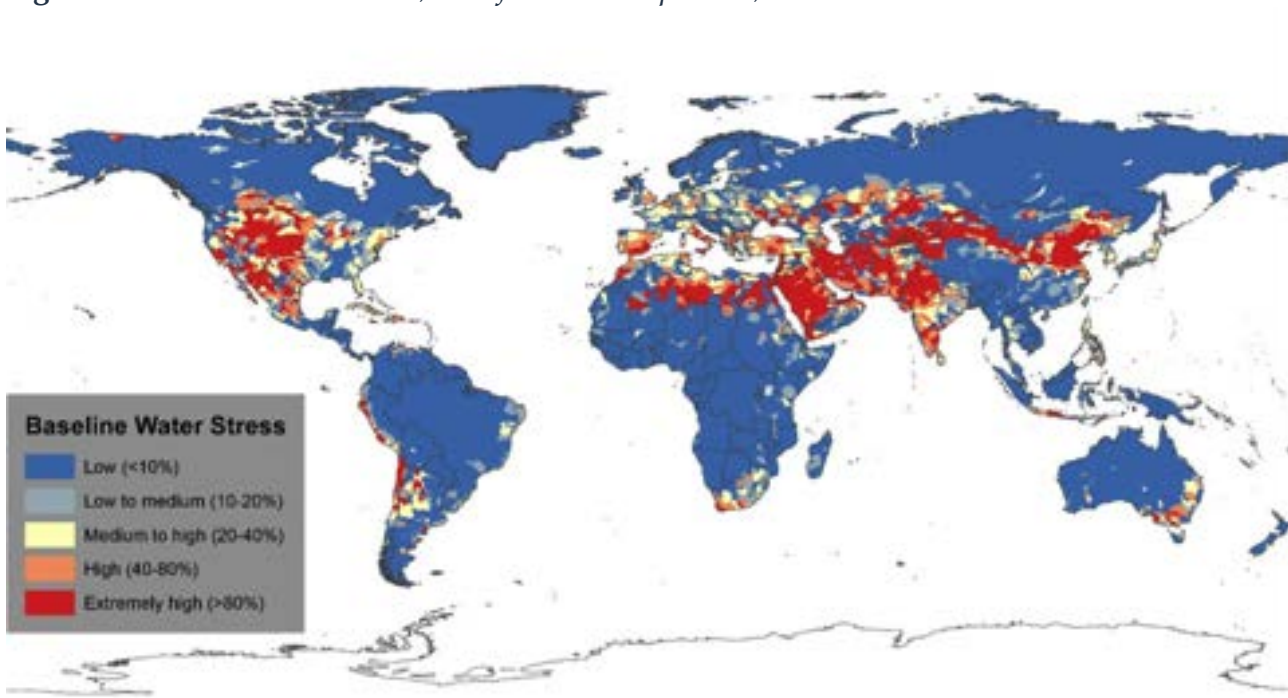 Baseline Water Stress
Low (<10%)
Low to medium (10-20%)
Medium to high (20-40%)
High (40-80%)
Extremely high (>80%)